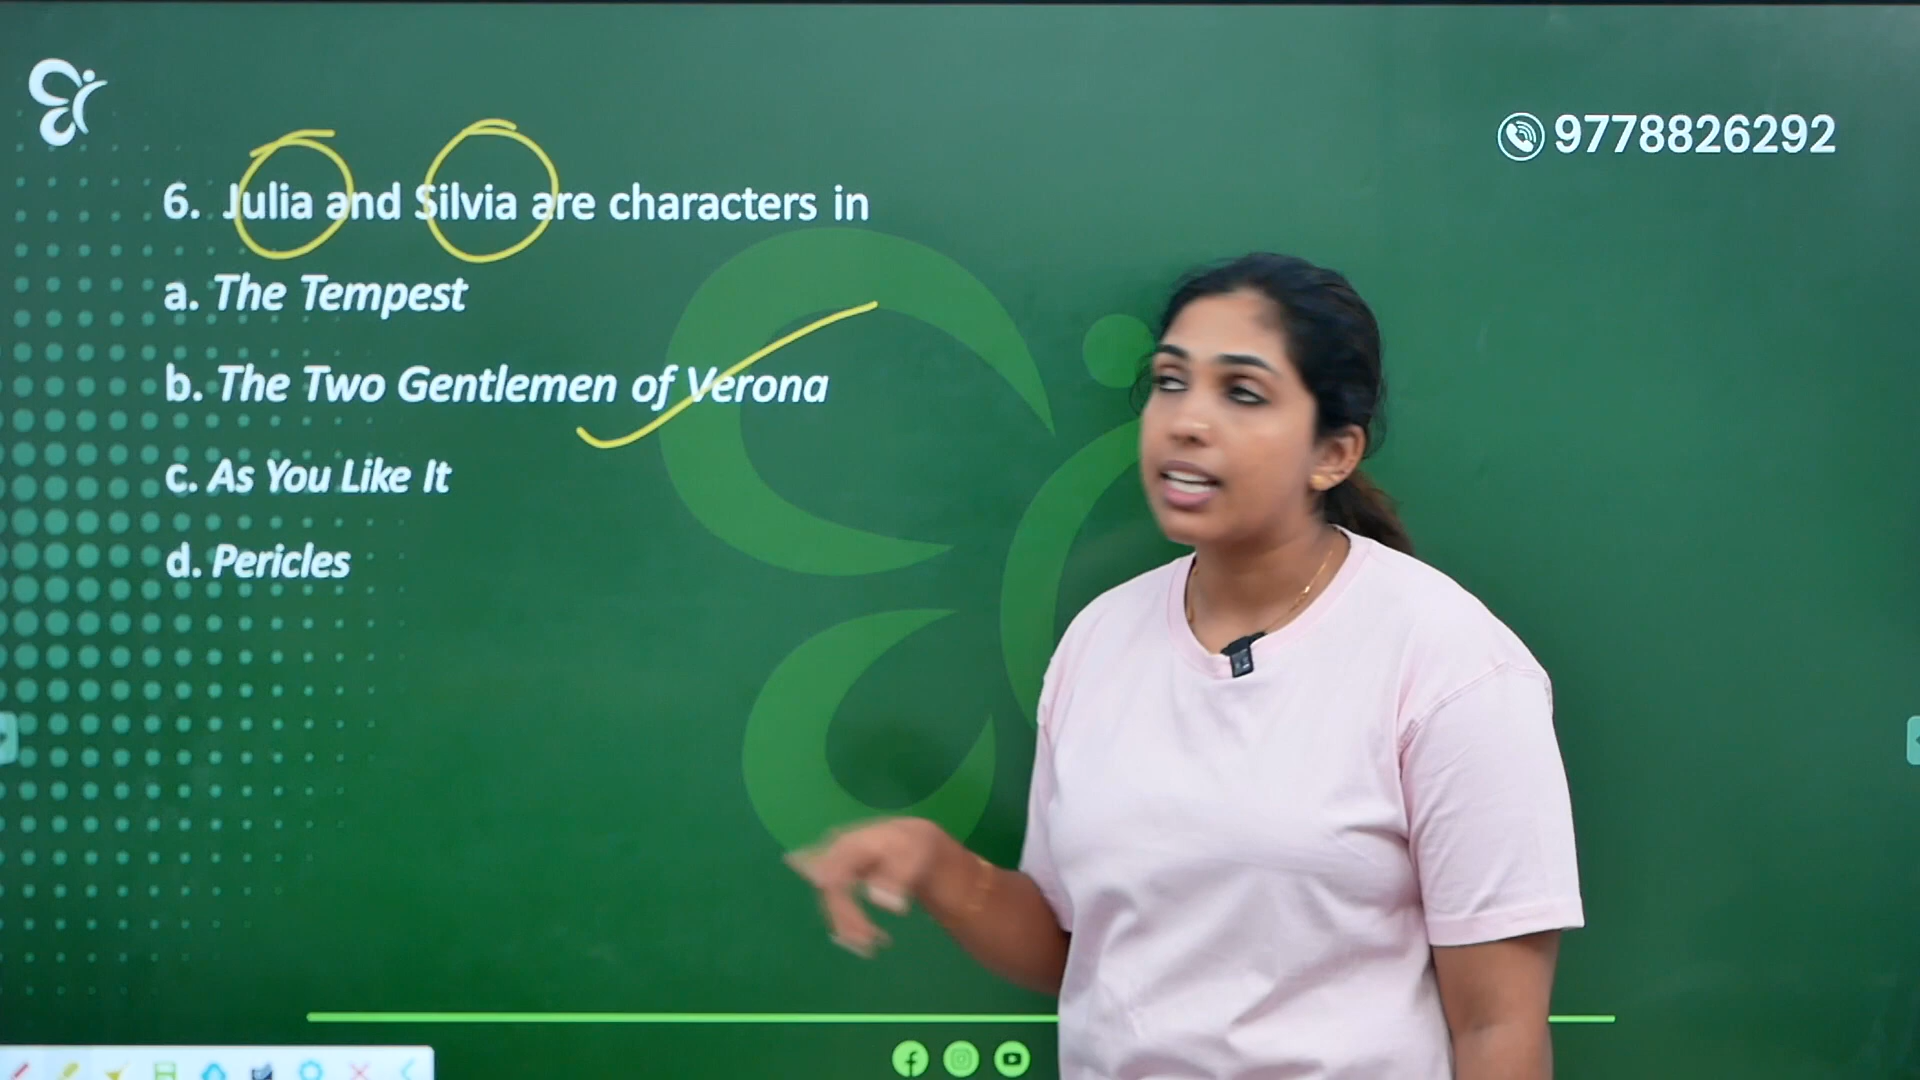 9778826292
6. Julia and Silvia are characters in
a. The Tempest
b. The Two Gentlemen of Verona
c. As You Like It
d. Pericles